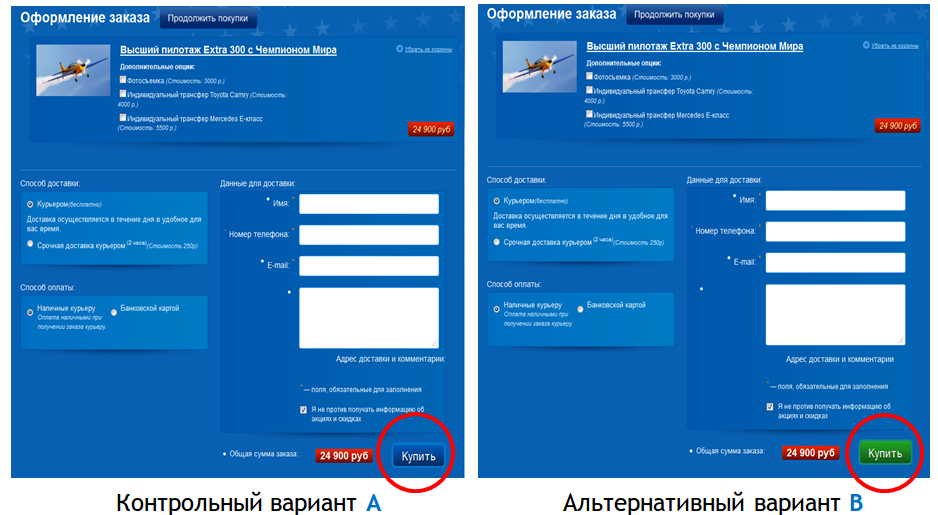 Оформление заказа
Продолжить покупки
Высший пилотаж Extra 300 с Чемпионом Мира
Убрать из корзины
Дополнительные опции:
Фотосъемка (Стоимость: 3000 р.)
Индивидуальный трансфер Toyota Camry (Стоимость:
4000 р.)
Индивидуальный трансфер Mercedes E-класс
(Стоимость: 5500 р.)
24 900 руб
Способ доставки:
Курьером(бесплатно)
Доставка осуществляется в течение дня в удобное для
вас время.
Срочная доставка курьером (2 часа)(Стоимость 250р)
Способ оплаты:
Наличные курьеру
Оплата наличными при
получении заказа курьеру.
Банковской картой
Данные для доставки:
Имя: *
Номер телефона: *
E-mail: *
Адрес доставки и комментарии:
* — поля, обязательные для заполнения
Я не против получать информацию об
акциях и скидках
Общая сумма заказа:
24 900 руб
Купить
Контрольный вариант A
Оформление заказа
Продолжить покупки
Высший пилотаж Extra 300 с Чемпионом Мира
Убрать из корзины
Дополнительные опции:
Фотосъемка (Стоимость: 3000 р.)
Индивидуальный трансфер Toyota Camry (Стоимость:
4000 р.)
Индивидуальный трансфер Mercedes E-класс
(Стоимость: 5500 р.)
24 900 руб
Способ доставки:
Курьером(бесплатно)
Доставка осуществляется в течение дня в удобное для
вас время.
Срочная доставка курьером (2 часа)(Стоимость 250р)
Способ оплаты:
Наличные курьеру
Оплата наличными при
получении заказа курьеру.
Банковской картой
Данные для доставки:
Имя: *
Номер телефона: *
E-mail: *
Адрес доставки и комментарии
* — поля, обязательные для заполнения
Я не против получать информацию об
акциях и скидках
Общая сумма заказа:
24 900 руб
Купить
Альтернативный вариант B